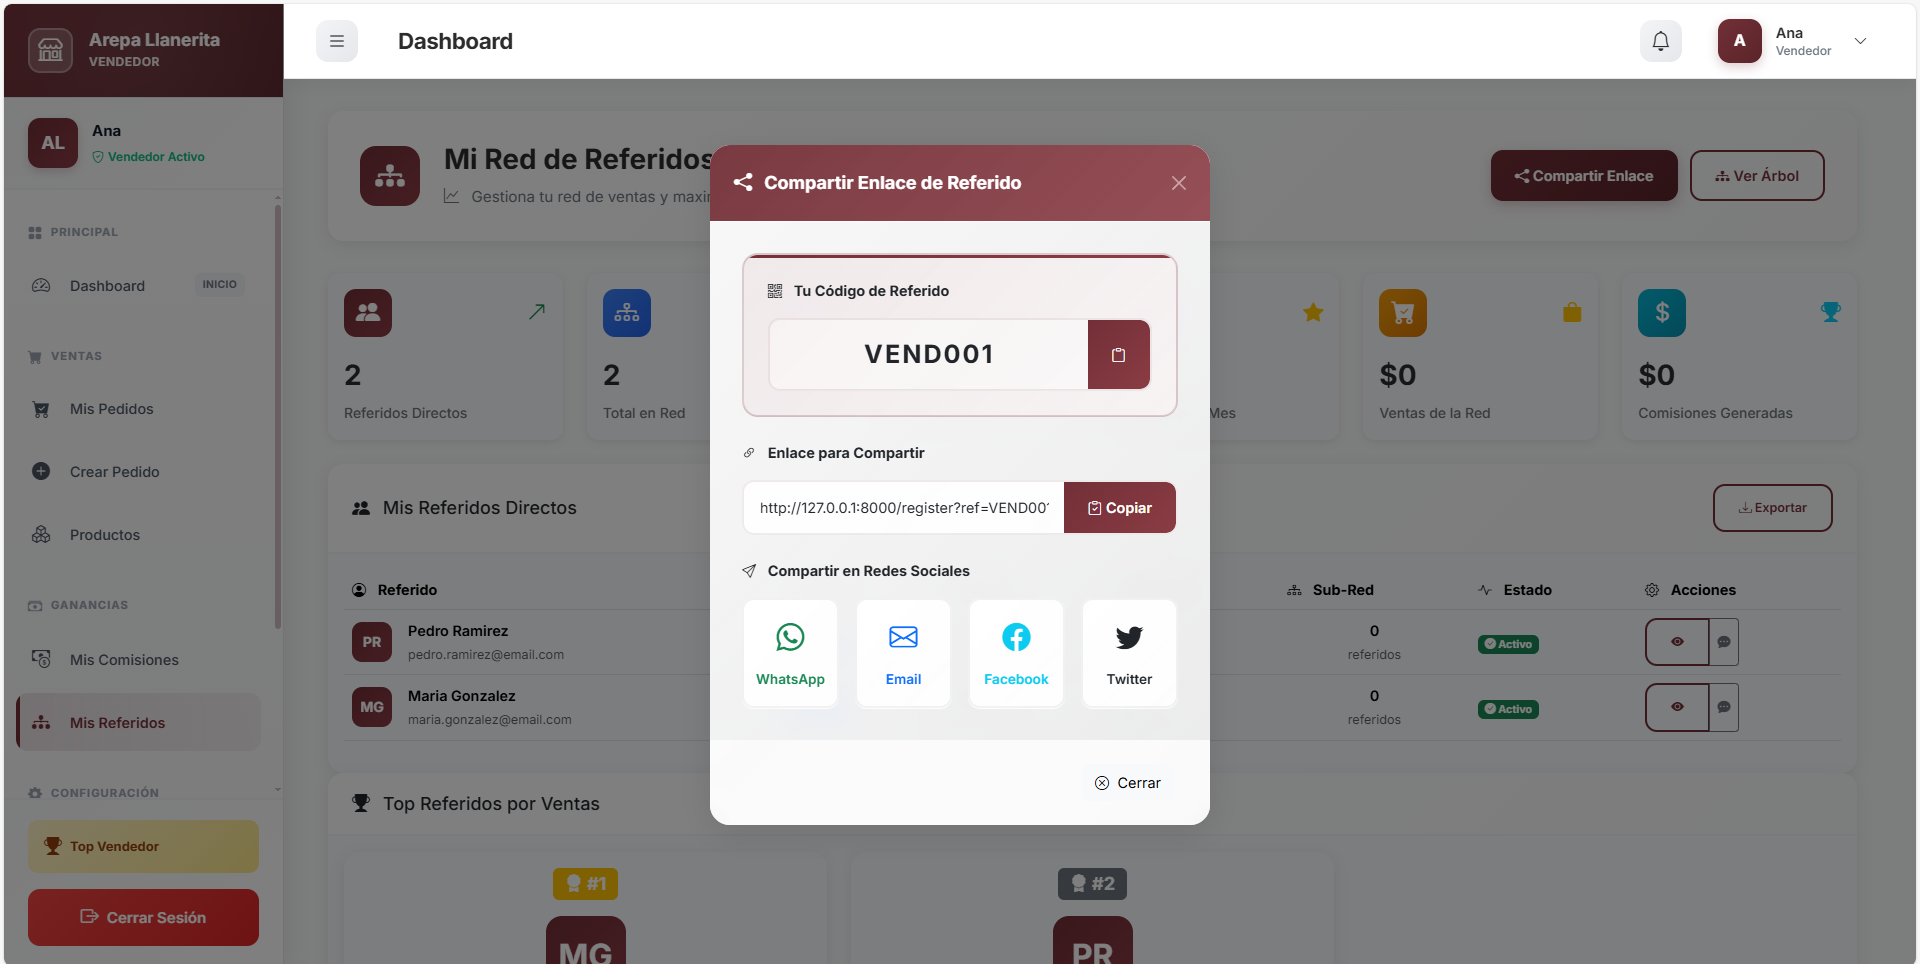 Arepa Llanerita
VENDEDOR
Dashboard
A
Ana
Vendedor
AL
Ana
Vendedor Activo
PRINCIPAL
Dashboard
INICIO
VENTAS
Mis Pedidos
Crear Pedido
Productos
GANANCIAS
Mis Comisiones
Mis Referidos
CONFIGURACIÓN
Top Vendedor
Cerrar Sesión
Mi Red de Referidos
Gestiona tu red de ventas y
Compartir Enlace
Ver Árbol
2
Referidos Directos
2
Total en Red
Mes
$0
Ventas de la Red
$0
Comisiones Generadas
Mis Referidos Directos
Exportar
Referido
Sub-Red
Estado
Acciones
PR
Pedro Ramirez
pedro.ramirez@email.com
0
referidos
Activo
MG
Maria Gonzalez
maria.gonzalez@email.com
0
referidos
Activo
Top Referidos por Ventas
#1
#2
MG
PR
Compartir Enlace de Referido
Tu Código de Referido
VEND001
Enlace para Compartir
http://127.0.0.1:8000/register?ref=VEND001
Copiar
Compartir en Redes Sociales
WhatsApp
Email
Facebook
Twitter
Cerrar